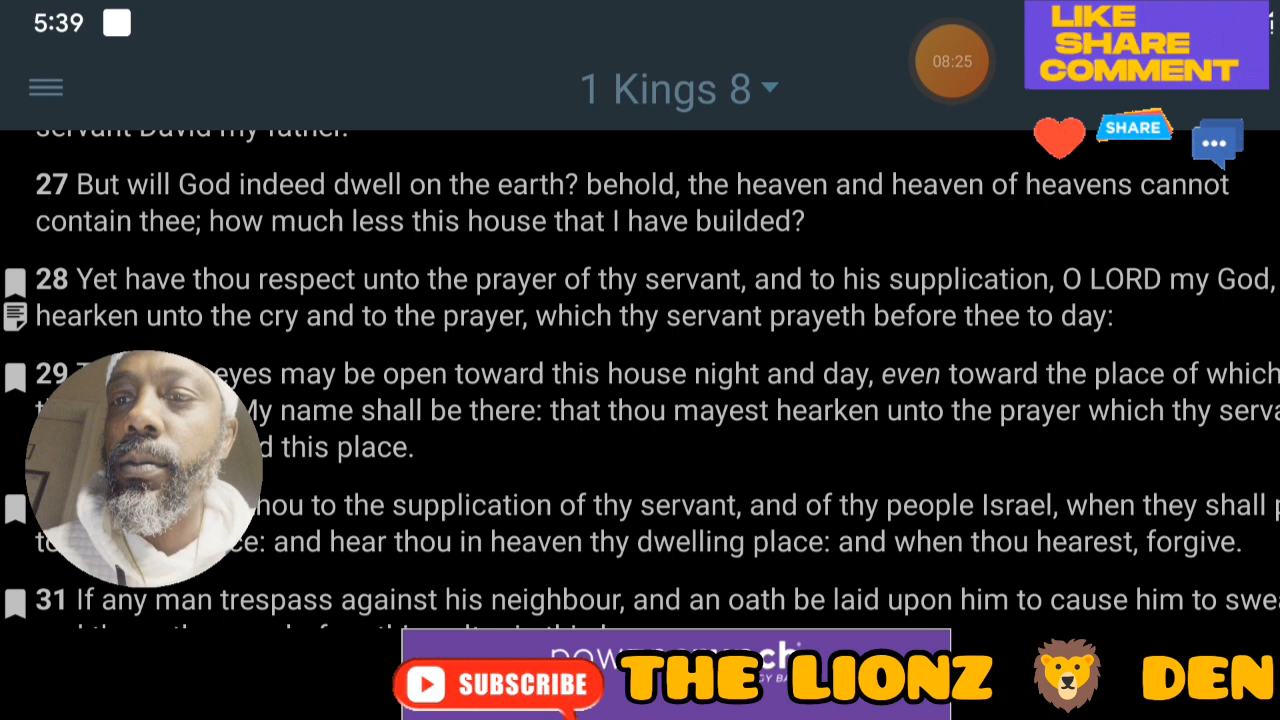 5:39
1 Kings 8
08:25
LIKE
SHARE
COMMENT
SHARE
servant David my father.
27 But will God indeed dwell on the earth? behold, the heaven and heaven of heavens cannot
contain thee; how much less this house that I have builded?
28 Yet have thou respect unto the prayer of thy servant, and to his supplication, O LORD my God,
hearken unto the cry and to the prayer, which thy servant prayeth before thee to day:
29 eyes may be open toward this house night and day, even toward the place of which
My name shall be there: that thou mayest hearken unto the prayer which thy serva
this place.
hou to the supplication of thy servant, and of thy people Israel, when they shall p
ce: and hear thou in heaven thy dwelling place: and when thou hearest, forgive.
31 If any man trespass against his neighbour, and an oath be laid upon him to cause him to swea
SUBSCRIBE
THE LIONZ DEN